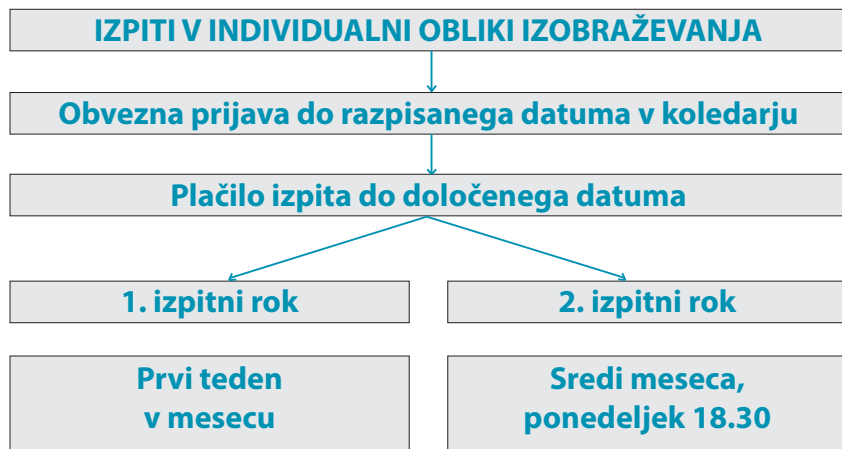 IZPITI V INDIVIDUALNI OBLIKI IZOBRAŽEVANJA
Obvezna prijava do razpisanega datuma v koledarju
Plačilo izpita do določenega datuma
1. izpitni rok
2. izpitni rok
Prvi teden
v mesecu
Sredi meseca,
ponedeljek 18.30